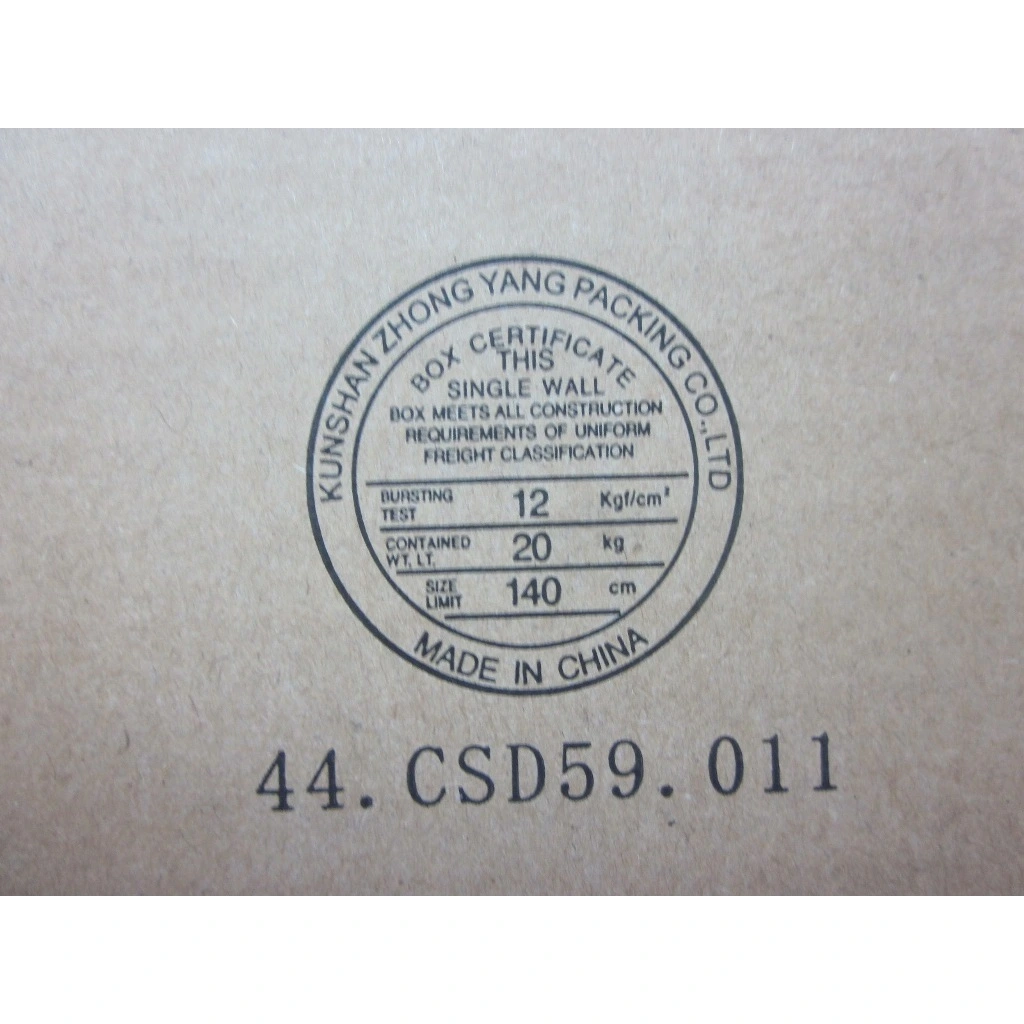 KUNSHAN ZHONG YANG PACKING CO.,LTD
BOX CERTIFICATE
THIS
SINGLE WALL
BOX MEETS ALL CONSTRUCTION
REQUIREMENTS OF UNIFORM
FREIGHT CLASSIFICATION
BURSTING TEST 12 Kgf/cm²
CONTAINED WT. LT. 20 kg
SIZE LIMIT 140 cm
MADE IN CHINA
44.CSD59.011